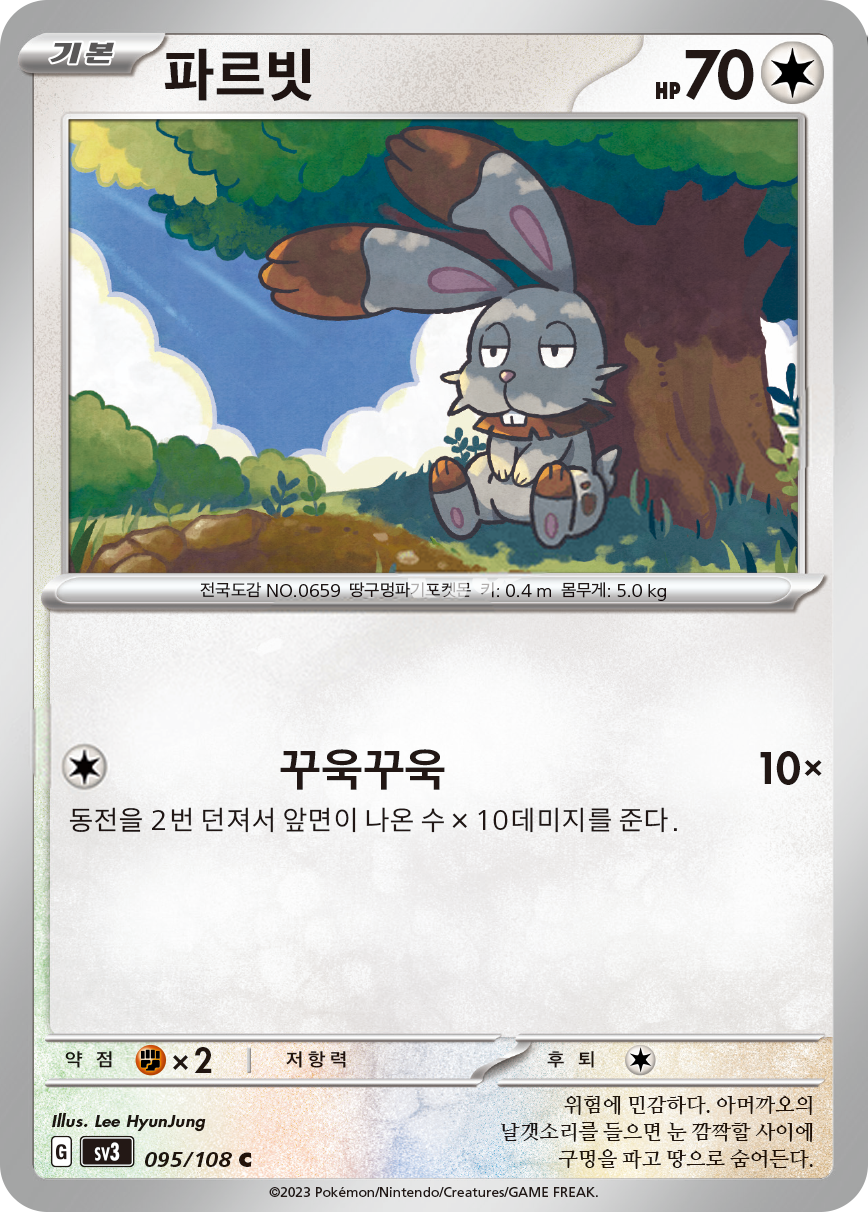 기본
파르빗
HP 70
전국도감 NO.0659 땅구멍파기포켓몬 키: 0.4 m 몸무게: 5.0 kg
꾸욱꾸욱 10×
동전을 2번 던져서 앞면이 나온 수 × 10데미지를 준다.
약점 ×2 저항력 후퇴
위험에 민감하다. 아머까오의
날갯소리를 들으면 눈 깜짝할 사이에
구멍을 파고 땅으로 숨어든다.
Illus. Lee HyunJung
G sv3 095/108 C
©2023 Pokémon/Nintendo/Creatures/GAME FREAK.